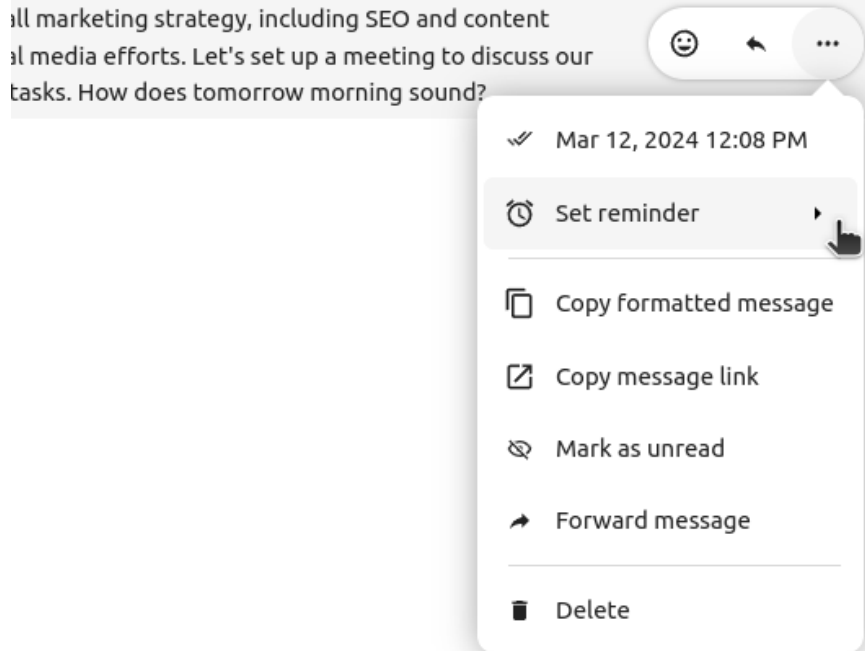 all marketing strategy, including SEO and content
al media efforts. Let's set up a meeting to discuss our
tasks. How does tomorrow morning sound?
Mar 12, 2024 12:08 PM
Set reminder
Copy formatted message
Copy message link
Mark as unread
Forward message
Delete